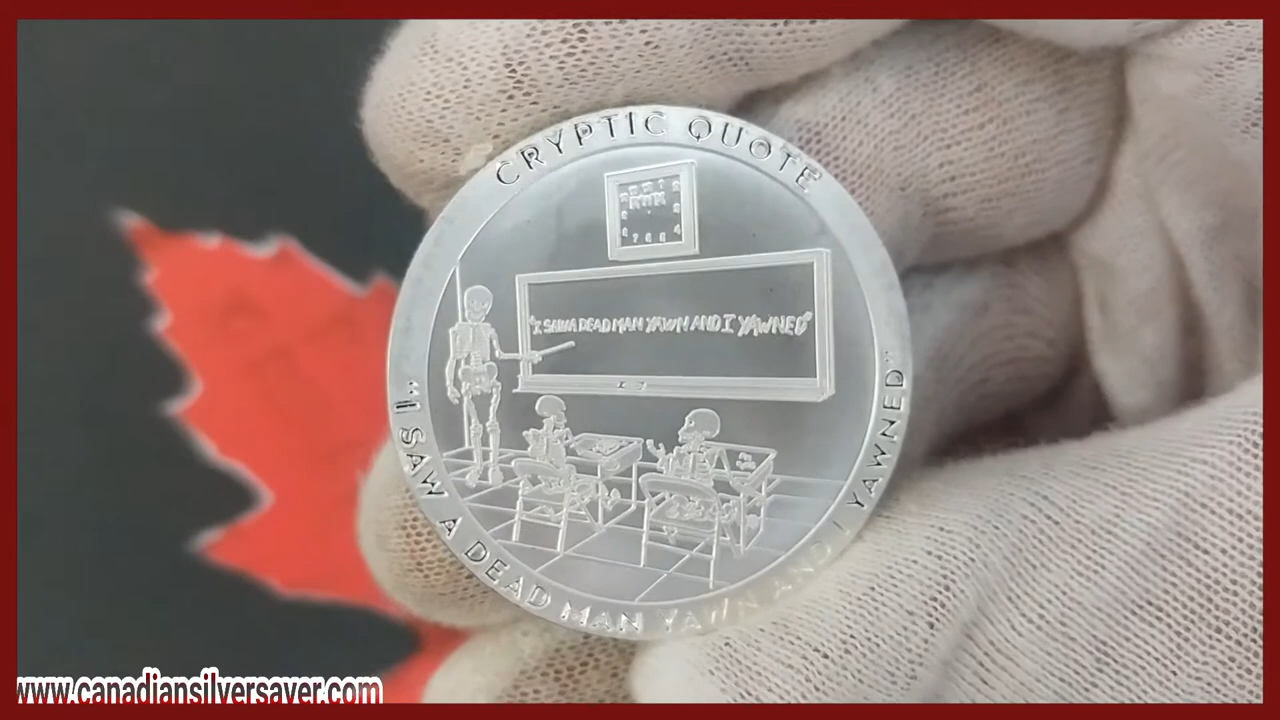 CRYPTIC QUOTE
"I SAW A DEAD MAN YAWN AND I YAWNED"
"I SAW A DEAD MAN YAWN AND I YAWNED"
www.canadiansilversaver.com